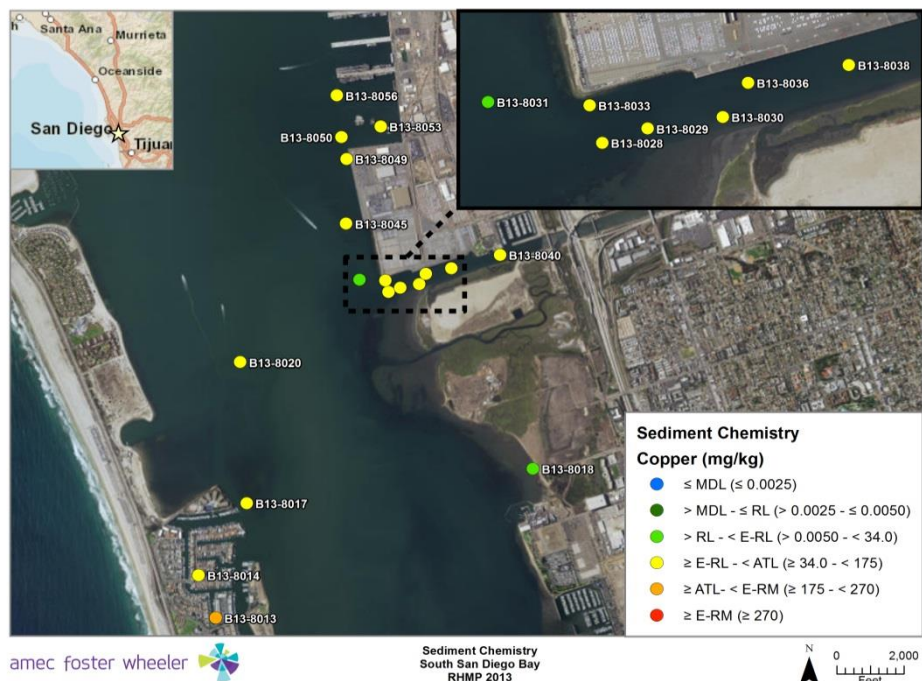 Santa Ana
Murrieta
Oceanside
San Diego
B13-8056
B13-8053
B13-8050
B13-8049
B13-8045
B13-8040
B13-8038
B13-8036
B13-8031
B13-8033
B13-8030
B13-8029
B13-8028
B13-8020
B13-8018
B13-8017
B13-8014
B13-8013
Sediment Chemistry
Copper (mg/kg)
≤ MDL (≤ 0.0025)
> MDL - ≤ RL (> 0.0025 - ≤ 0.0050)
> RL - < E-RL (> 0.0050 - < 34.0)
≥ E-RL - < ATL (≥ 34.0 - < 175)
≥ ATL- < E-RM (≥ 175 - <270)
≥ E-RM (≥ 270)
amec foster wheeler
Sediment Chemistry
South San Diego Bay
RHMP 2013
N
0 2,000
Feet